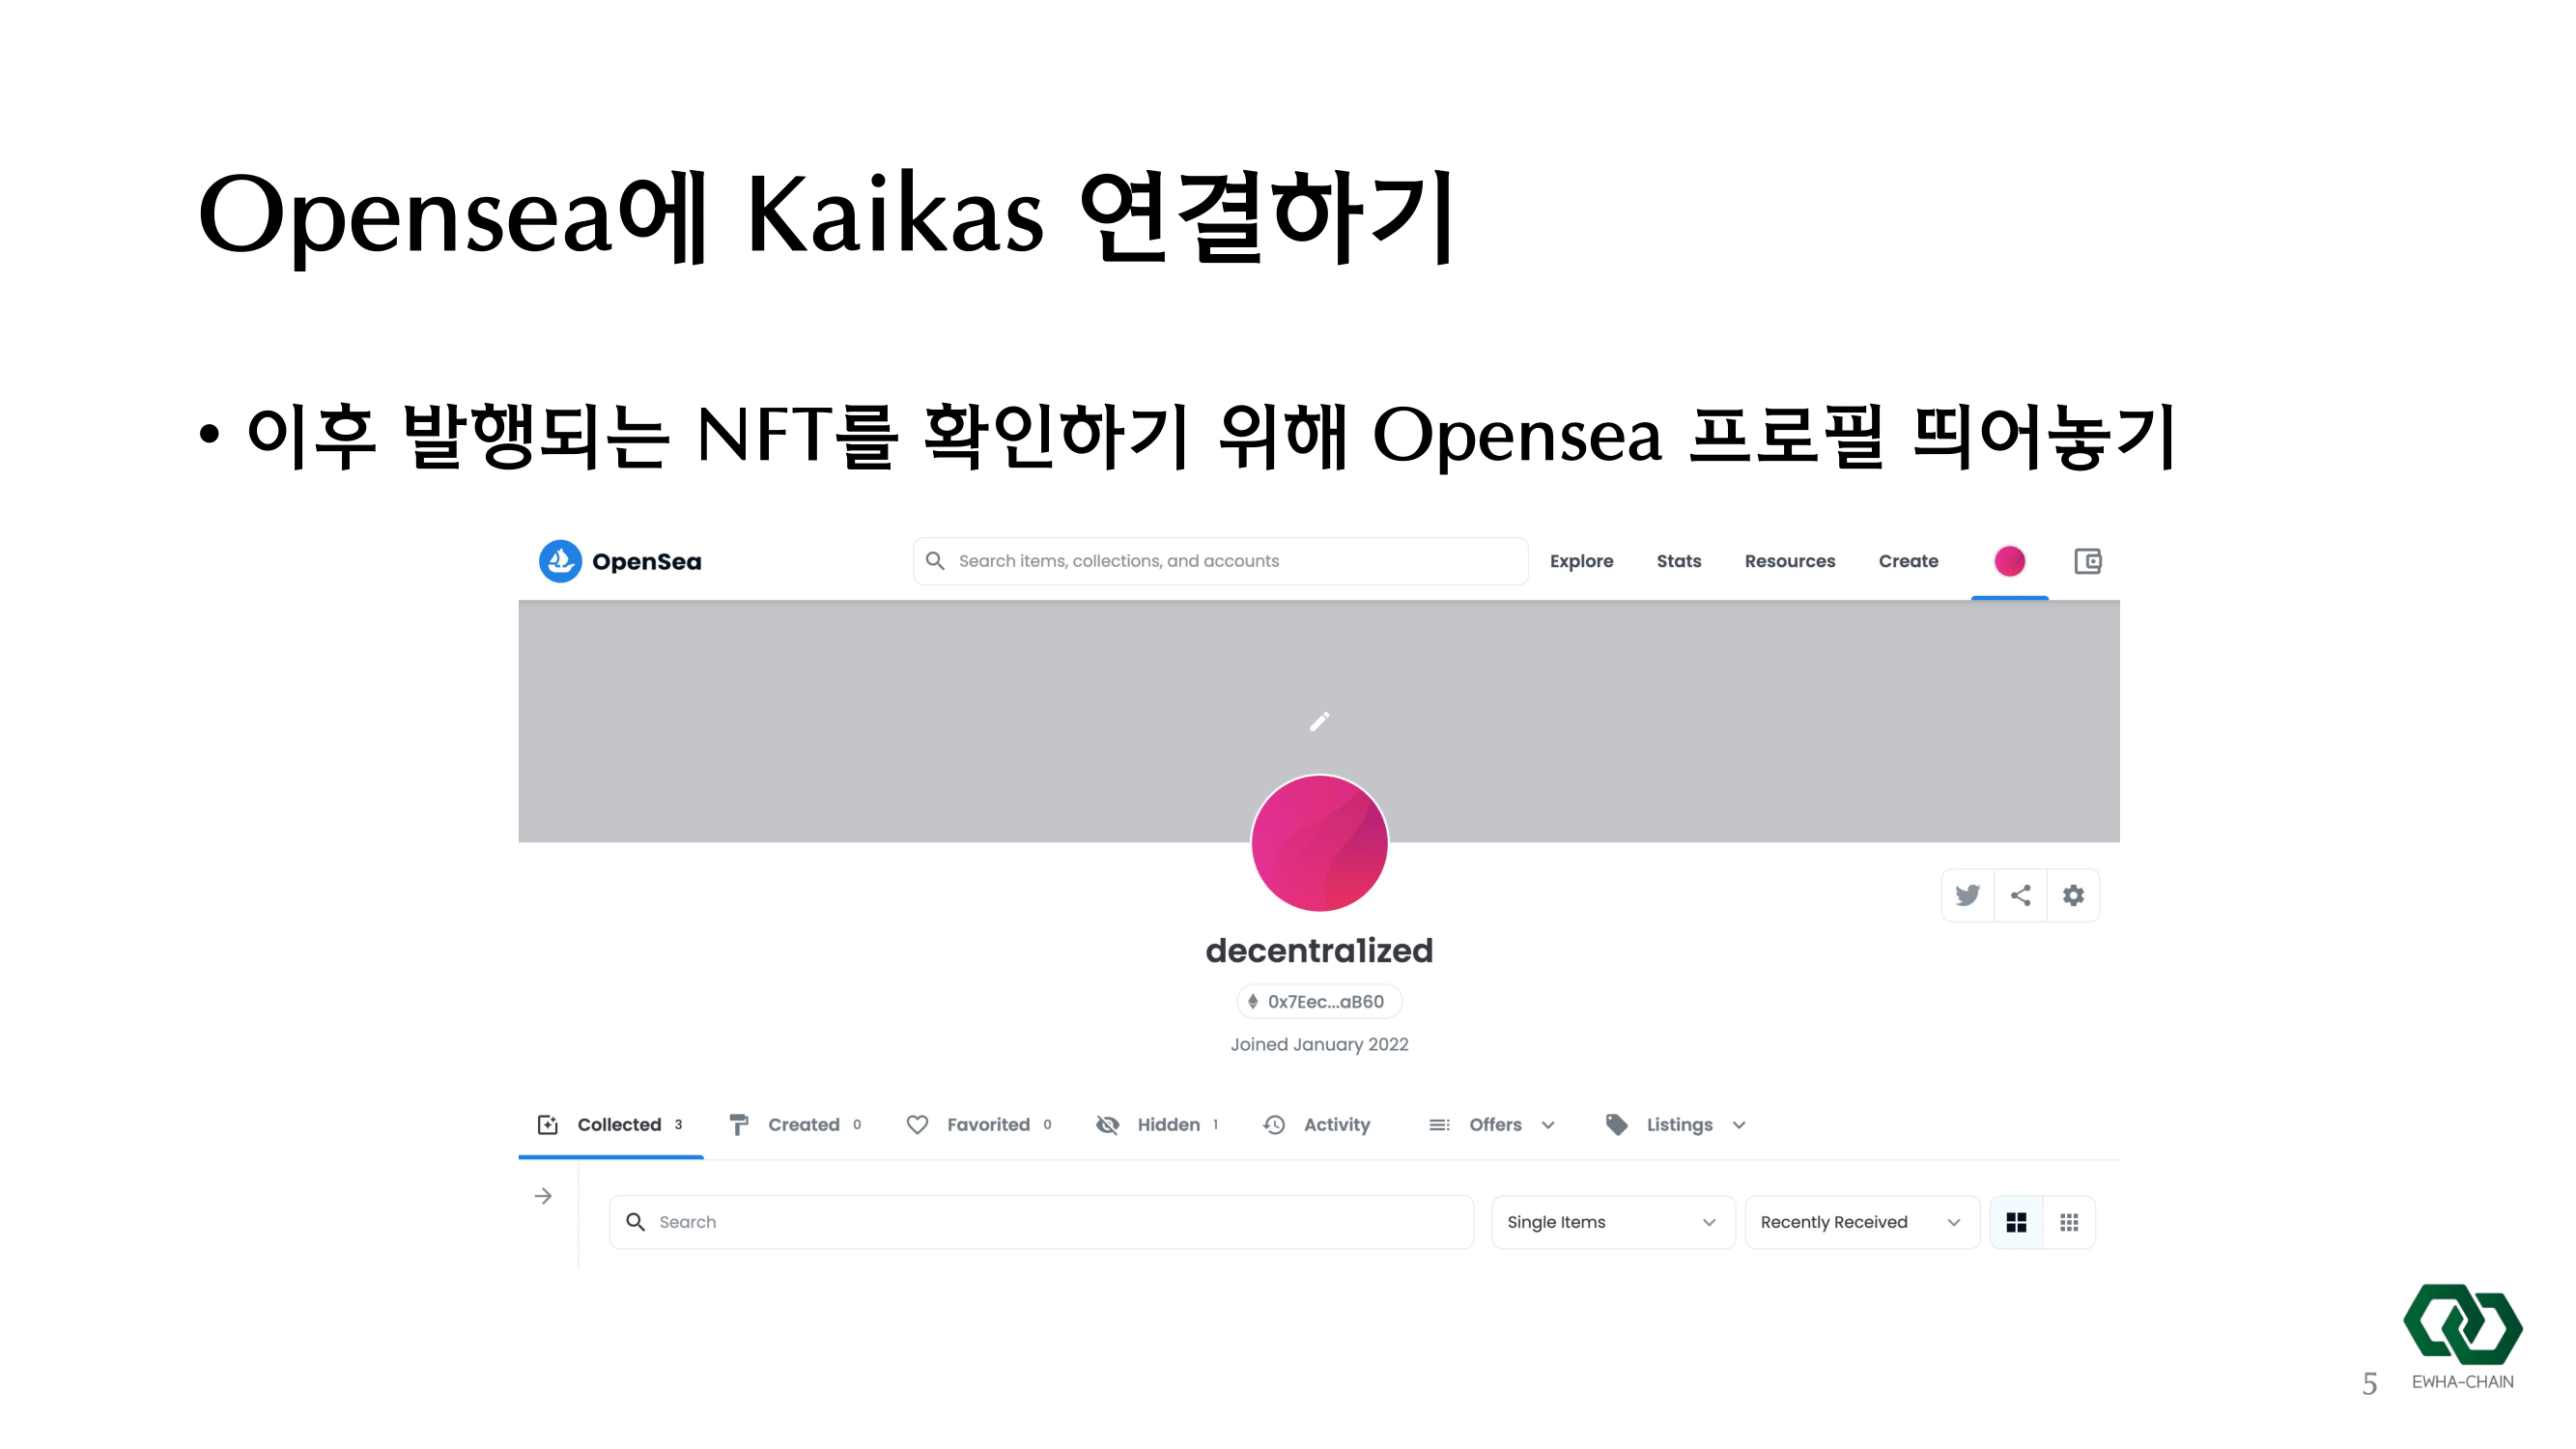 Opensea에 Kaikas 연결하기
• 이후 발행되는 NFT를 확인하기 위해 Opensea 프로필 띄어놓기
OpenSea
Search items, collections, and accounts
Explore Stats Resources Create
decentra1ized
0x7Eec...aB60
Joined January 2022
Collected 3 Created 0 Favorited 0 Hidden 1 Activity Offers Listings
Search Single Items Recently Received
5 EWHA-CHAIN